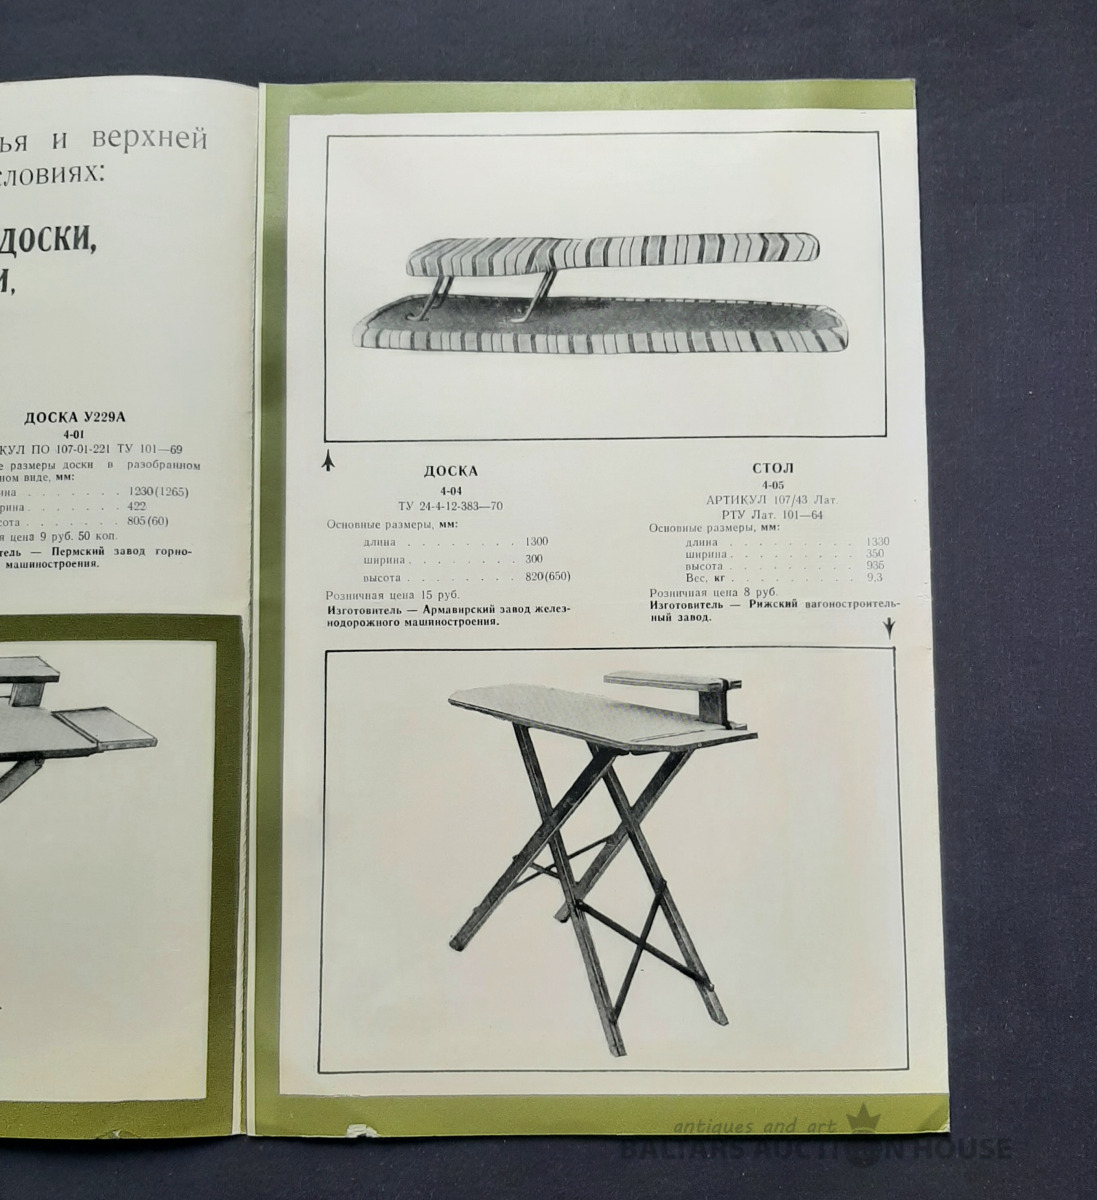 ья и верхней
словиях:
ДОСКИ,
И,
ДОСКА У229А
4-01
КУЛ ПО 107-01-221 ТУ 101—69
е размеры доски в разобранном
ном виде, мм:
ина . . . . . . . 1230(1265)
рина . . . . . . . 422
сота . . . . . . . 805(60)
я цена 9 руб. 50 коп.
тель — Пермский завод горно-
машиностроения.
ДОСКА
4-04
ТУ 24-4-12-383—70
Основные размеры, мм:
длина . . . . . . . 1300
ширина . . . . . . . 300
высота . . . . . . . 820(650)
Розничная цена 15 руб.
Изготовитель — Армавирский завод желез-
нодорожного машиностроения.
СТОЛ
4-05
АРТИКУЛ 107/43 Лат.
РТУ Лат. 101—64
Основные размеры, мм:
длина . . . . . . . 1330
ширина . . . . . . . 350
высота . . . . . . . 935
Вес, кг . . . . . . . 9,3
Розничная цена 8 руб.
Изготовитель — Рижский вагоностроитель-
ный завод.
antiques and art
BALTARS AUCTION HOUSE